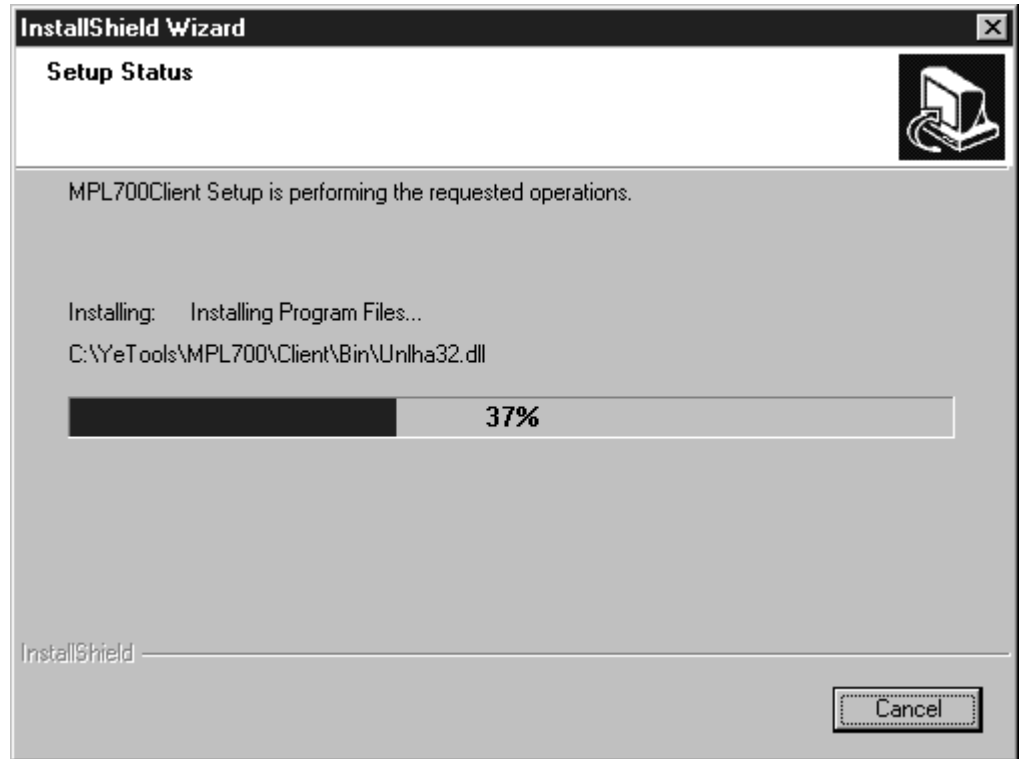 InstallShield Wizard
Setup Status
MPL700Client Setup is performing the requested operations.
Installing: Installing Program Files...
C:\YeTools\MPL700\Client\Bin\Unlha32.dll
37%
InstallShield
Cancel